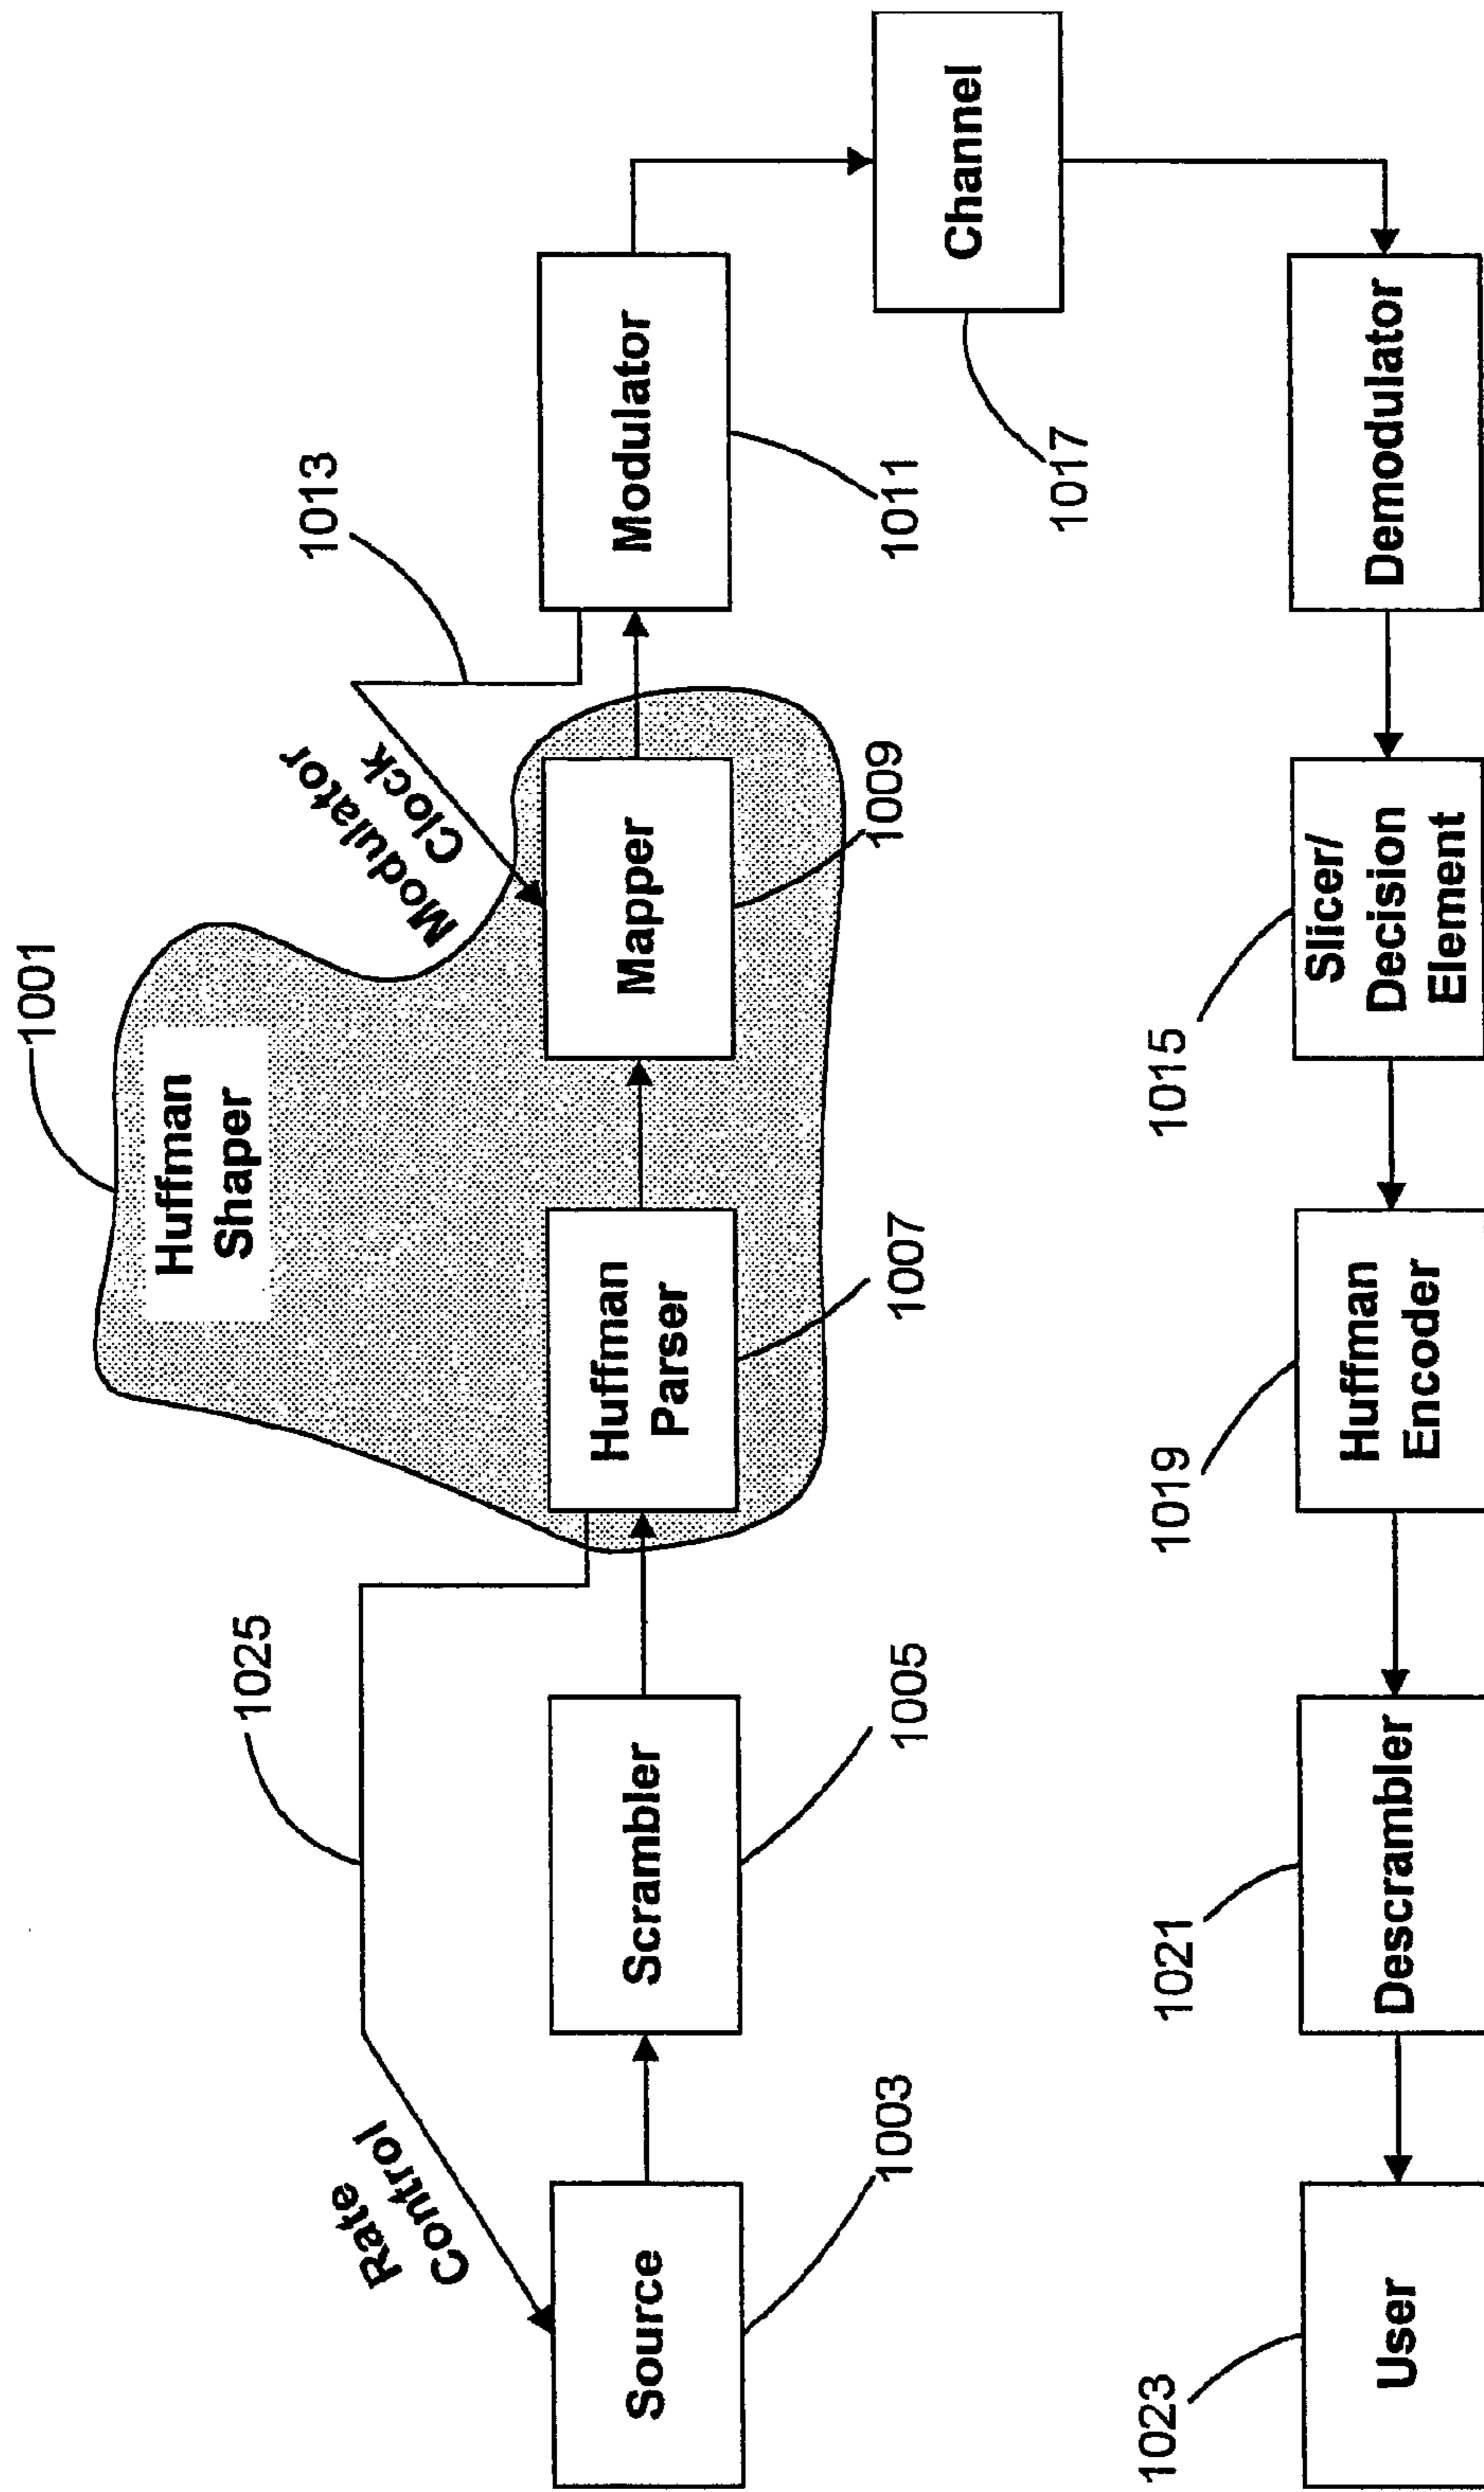 1001
Huffman
Shaper
1013
Modulator
Clock
1025
Rate
Control
Source
Scrambler
Huffman
Parser
Mapper
Modulator
1003
1005
1007
1009
1011
Channel
1017
1023
1021
1019
1015
User
Descrambler
Huffman
Encoder
Slicer/
Decision
Element
Demodulator